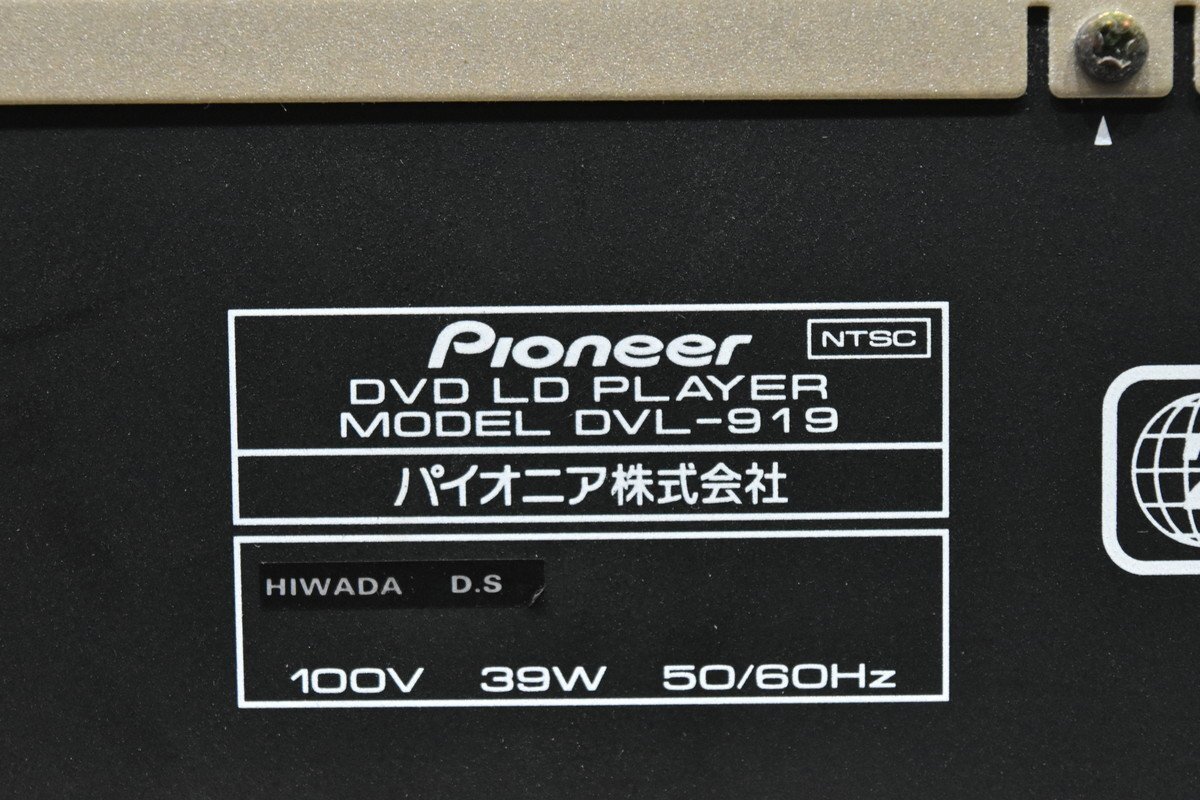 Pioneer NTSC
DVD LD PLAYER
MODEL DVL-919
パイオニア株式会社
HIWADA D.S
100V 39W 50/60Hz